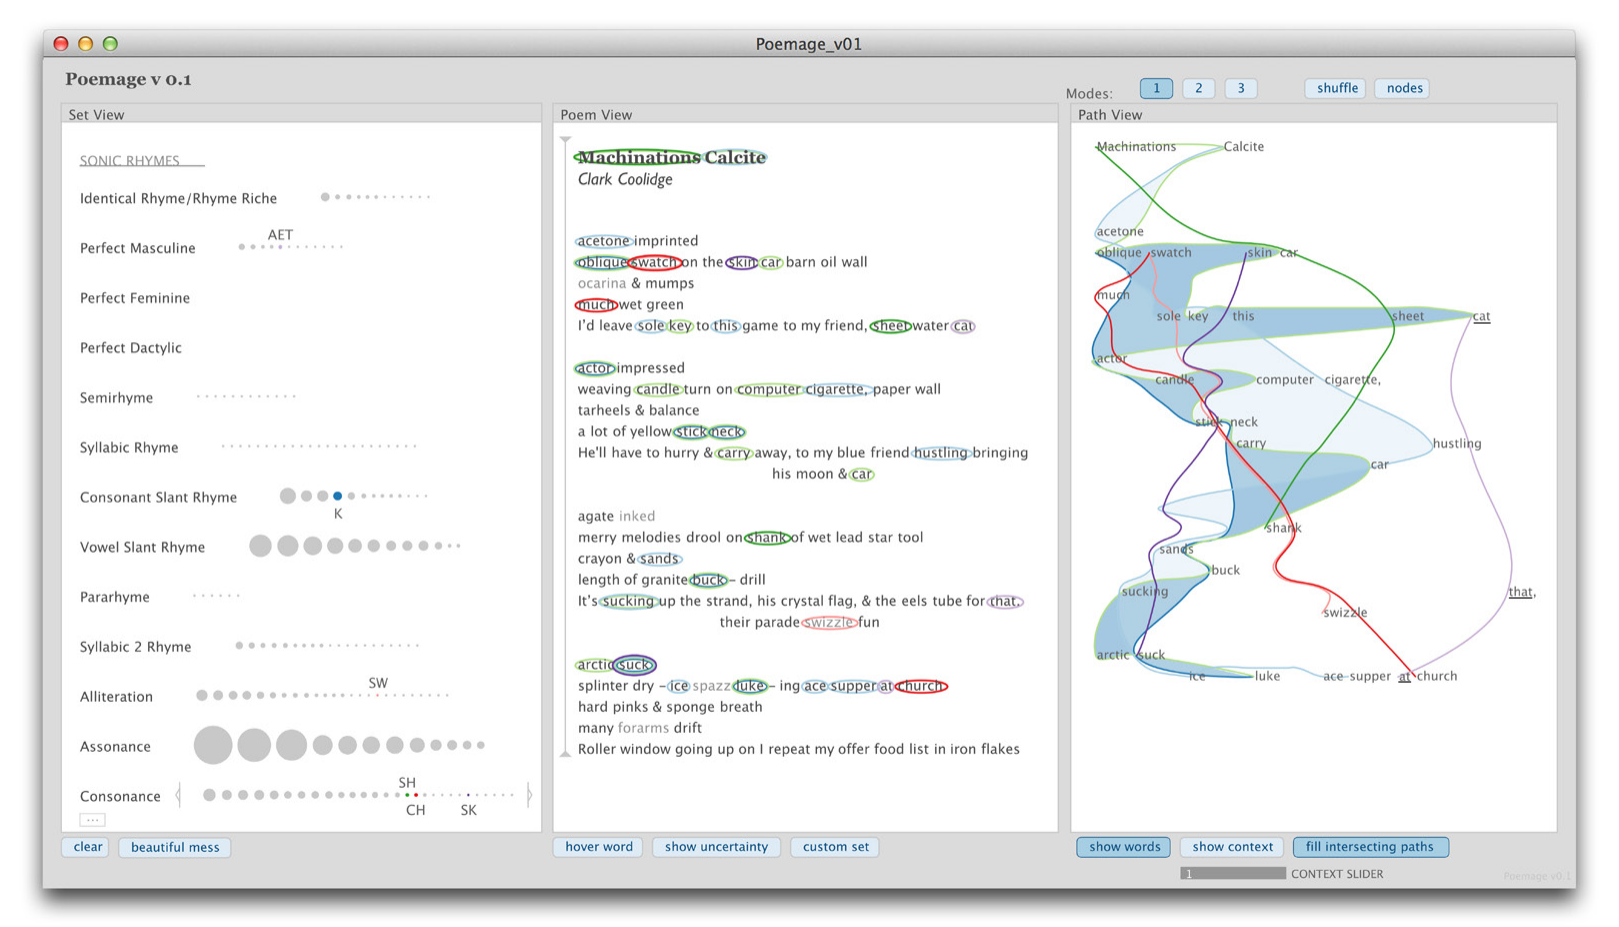 Poemage_v01
Poemage v 0.1
Modes: 1 2 3 shuffle nodes
Set View
SONIC RHYMES
Identical Rhyme/Rhyme Riche
AET
Perfect Masculine
Perfect Feminine
Perfect Dactylic
Semirhyme
Syllabic Rhyme
Consonant Slant Rhyme
K
Vowel Slant Rhyme
Pararhyme
Syllabic 2 Rhyme
SW
Alliteration
Assonance
SH
Consonance
CH SK
...
clear beautiful mess
Poem View
Machinations Calcite
Clark Coolidge
acetone imprinted
oblique swatch on the skin car barn oil wall
ocarina & mumps
much wet green
I'd leave sole key to this game to my friend, sheet water cat
actor impressed
weaving candle turn on computer cigarette, paper wall
tarheels & balance
a lot of yellow stick neck
He'll have to hurry & carry away, to my blue friend hustling bringing
his moon & car
agate inked
merry melodies drool on shank of wet lead star tool
crayon & sands
length of granite buck – drill
It's sucking up the strand, his crystal flag, & the eels tube for that,
their parade swizzle fun
arctic suck
splinter dry – ice spazz luke – ing ace supper at church
hard pinks & sponge breath
many forarms drift
Roller window going up on I repeat my offer food list in iron flakes
hover word show uncertainty custom set
Path View
Machinations Calcite
acetone
oblique swatch skin car
much
sole key this sheet cat
actor
candle computer cigarette,
stick neck
carry hustling
car
shank
sands
buck
sucking that,
swizzle
arctic suck
ice luke ace supper at church
show words show context fill intersecting paths
1 CONTEXT SLIDER
Poemage v0.1